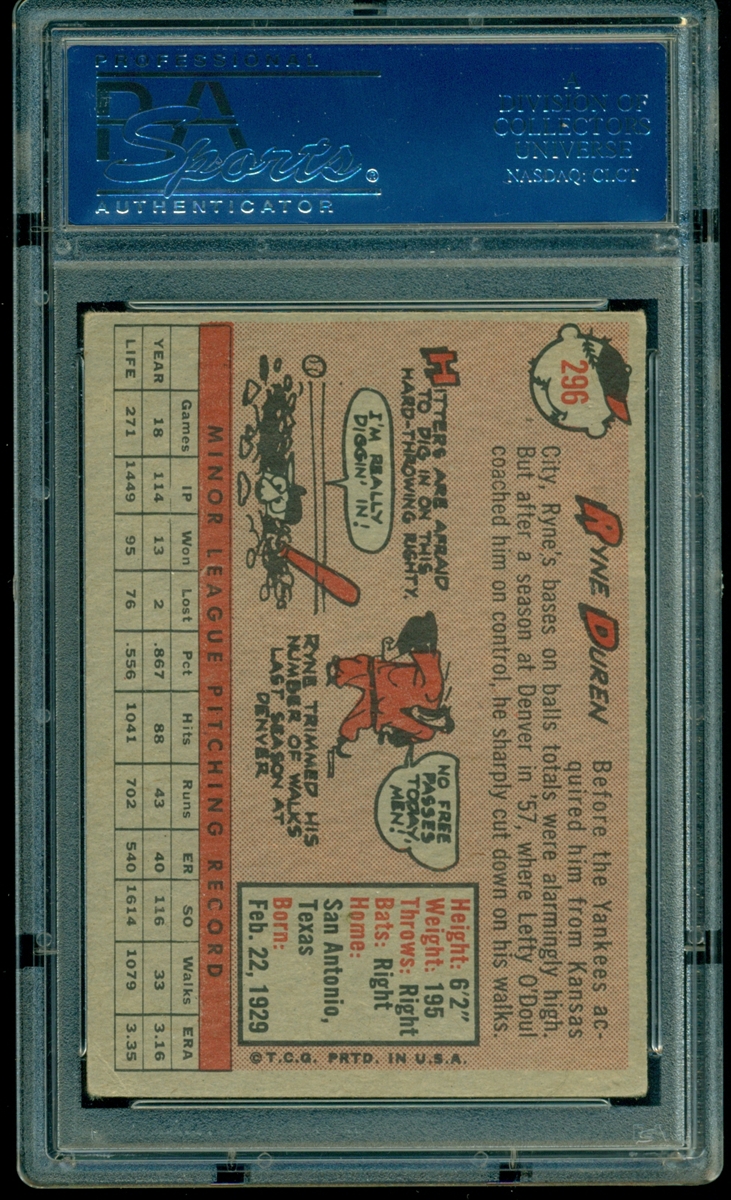 PROFESSIONAL
PSA
Sports®
AUTHENTICATOR
A
DIVISION OF
COLLECTORS
UNIVERSE
NASDAQ: CLCT
296
RYNE DUREN
Before the Yankees ac-
quired him from Kansas
City, Ryne's bases on balls totals were alarmingly high.
But after a season at Denver in '57, where Lefty O'Doul
coached him on control, he sharply cut down on his walks.
HITTERS ARE AFRAID
TO DIG IN ON THIS
HARD-THROWING RIGHTY.
I'M REALLY
DIGGIN' IN!
NO FREE
PASSES
TODAY,
MEN!
RYNE TRIMMED HIS
NUMBER OF WALKS
LAST SEASON AT
DENVER
Height: 6'2"
Weight: 195
Throws: Right
Bats: Right
Home:
San Antonio,
Texas
Born:
Feb. 22, 1929
©T.C.G. PRTD. IN U.S.A.
MINOR LEAGUE PITCHING RECORD
Games IP Won Lost Pct Hits Runs ER SO Walks ERA
YEAR 18 114 13 2 .867 88 43 40 116 33 3.16
LIFE 271 1449 95 76 .556 1041 702 540 1614 1079 3.35
PSA